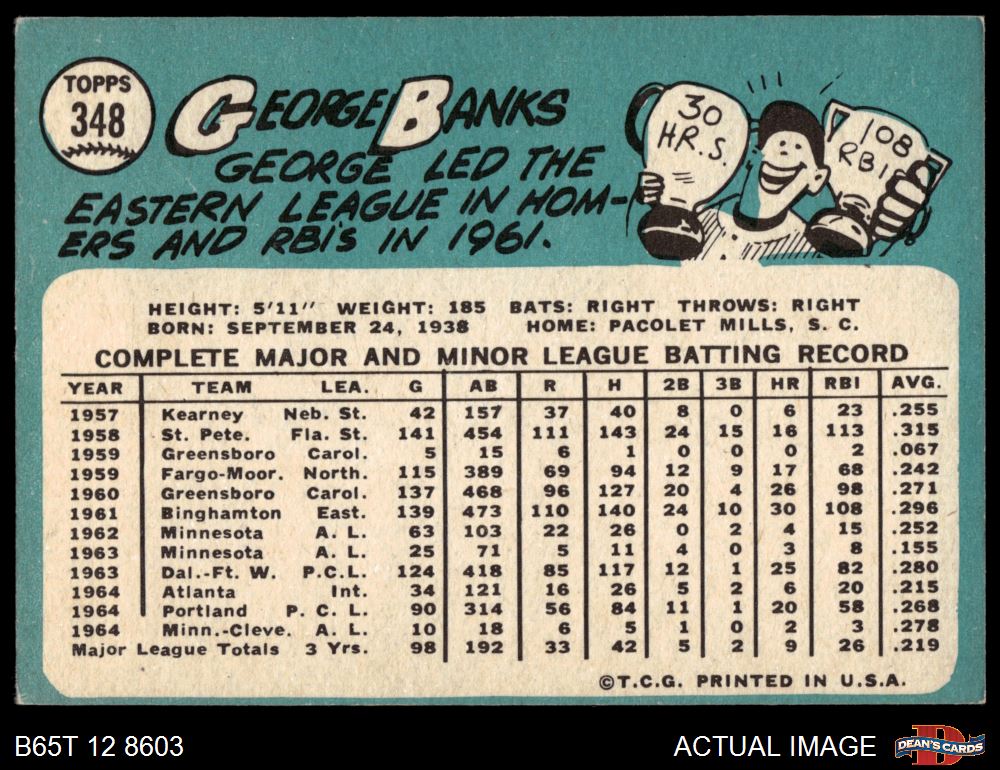 TOPPS
348
GEORGE BANKS
GEORGE LED THE
EASTERN LEAGUE IN HOM-
ERS AND RBI'S IN 1961.
30
HR.S.
108
RBI
HEIGHT: 5'11" WEIGHT: 185 BATS: RIGHT THROWS: RIGHT
BORN: SEPTEMBER 24, 1938 HOME: PACOLET MILLS, S. C.
COMPLETE MAJOR AND MINOR LEAGUE BATTING RECORD
YEAR TEAM LEA. G AB R H 2B 3B HR RBI AVG.
1957 Kearney Neb. St. 42 157 37 40 8 0 6 23 .255
1958 St. Pete. Fla. St. 141 454 111 143 24 15 16 113 .315
1959 Greensboro Carol. 5 15 6 1 0 0 0 2 .067
1959 Fargo-Moor. North. 115 389 69 94 12 9 17 68 .242
1960 Greensboro Carol. 137 468 96 127 20 4 26 98 .271
1961 Binghamton East. 139 473 110 140 24 10 30 108 .296
1962 Minnesota A. L. 63 103 22 26 0 2 4 15 .252
1963 Minnesota A. L. 25 71 5 11 4 0 3 8 .155
1963 Dal.-Ft. W. P.C.L. 124 418 85 117 12 1 25 82 .280
1964 Atlanta Int. 34 121 16 26 5 2 6 20 .215
1964 Portland P. C. L. 90 314 56 84 11 1 20 58 .268
1964 Minn.-Cleve. A. L. 10 18 6 5 1 0 2 3 .278
Major League Totals 3 Yrs. 98 192 33 42 5 2 9 26 .219
©T.C.G. PRINTED IN U.S.A.
B65T 12 8603
ACTUAL IMAGE
D
DEAN'S CARDS